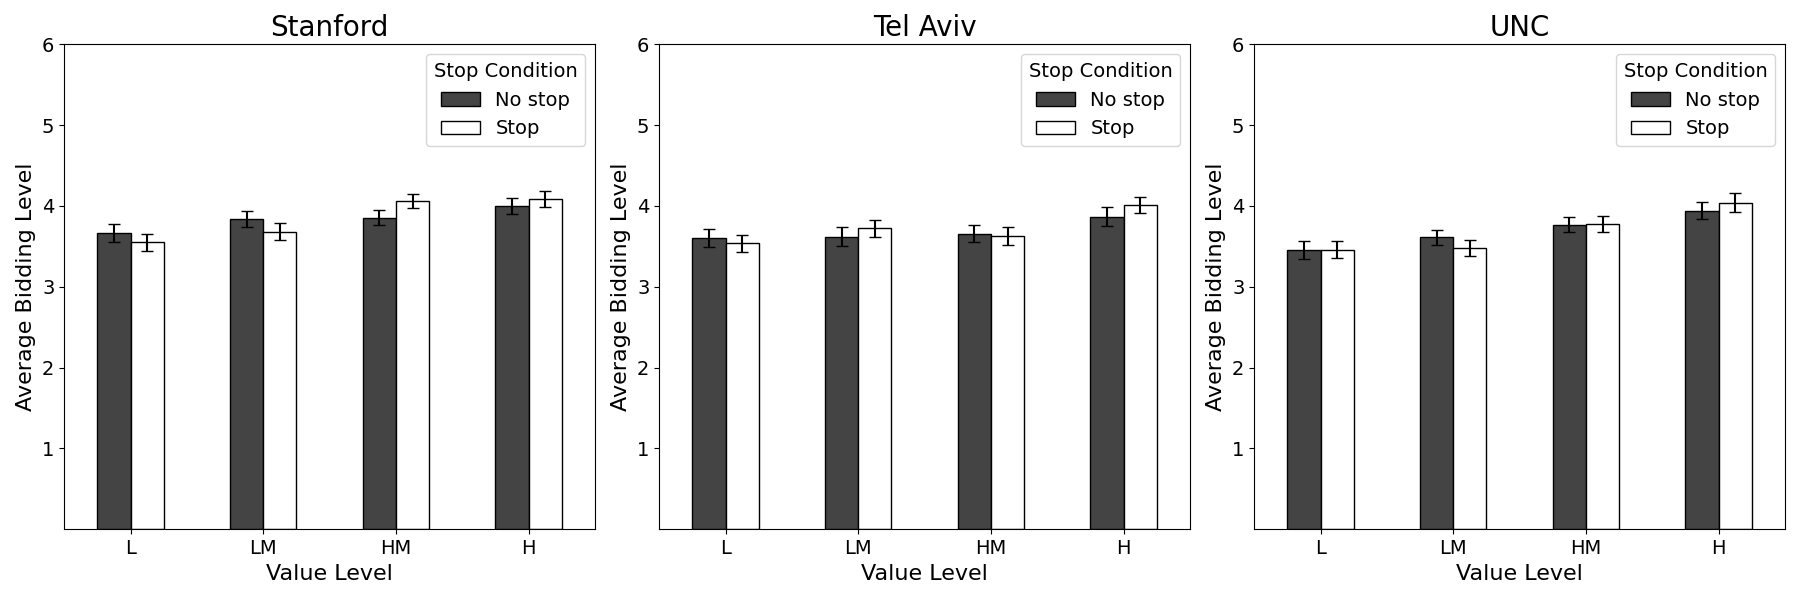 Stanford
6
5
4
3
2
1
Average Bidding Level
Stop Condition
No stop
Stop
L LM HM H
Value Level
Tel Aviv
6
5
4
3
2
1
Average Bidding Level
Stop Condition
No stop
Stop
L LM HM H
Value Level
UNC
6
5
4
3
2
1
Average Bidding Level
Stop Condition
No stop
Stop
L LM HM H
Value Level